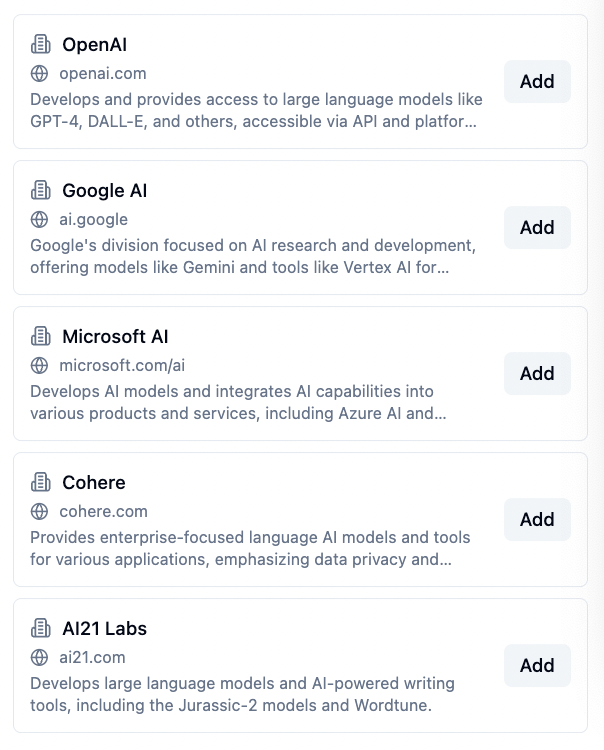 OpenAI
openai.com
Develops and provides access to large language models like
GPT-4, DALL-E, and others, accessible via API and platfor...
Add
Google AI
ai.google
Google's division focused on AI research and development,
offering models like Gemini and tools like Vertex AI for...
Add
Microsoft AI
microsoft.com/ai
Develops AI models and integrates AI capabilities into
various products and services, including Azure AI and...
Add
Cohere
cohere.com
Provides enterprise-focused language AI models and tools
for various applications, emphasizing data privacy and...
Add
AI21 Labs
ai21.com
Develops large language models and AI-powered writing
tools, including the Jurassic-2 models and Wordtune.
Add